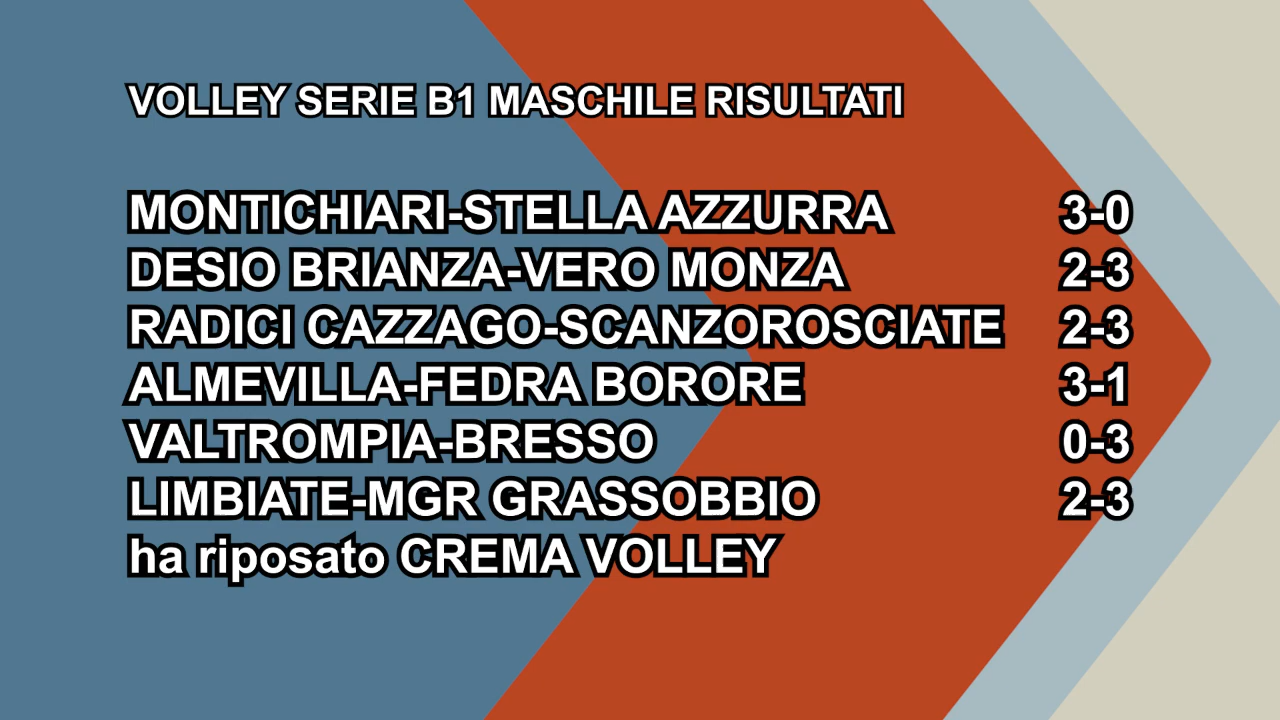 VOLLEY SERIE B1 MASCHILE RISULTATI
MONTICHIARI-STELLA AZZURRA 3-0
DESIO BRIANZA-VERO MONZA 2-3
RADICI CAZZAGO-SCANZOROSCIATE 2-3
ALMEVILLA-FEDRA BORORE 3-1
VALTROMPIA-BRESSO 0-3
LIMBIATE-MGR GRASSOBBIO 2-3
ha riposato CREMA VOLLEY